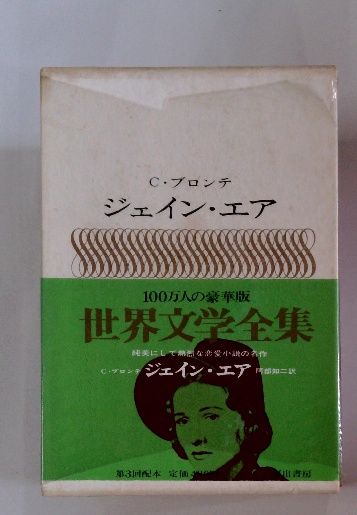 C・ブロンテ
ジェイン・エア
100万人の豪華版
世界文学全集
純美にして熱烈な恋愛小説の名作
C・ブロンテ ジェイン・エア 阿部知二訳
第3回配本 定価 書房